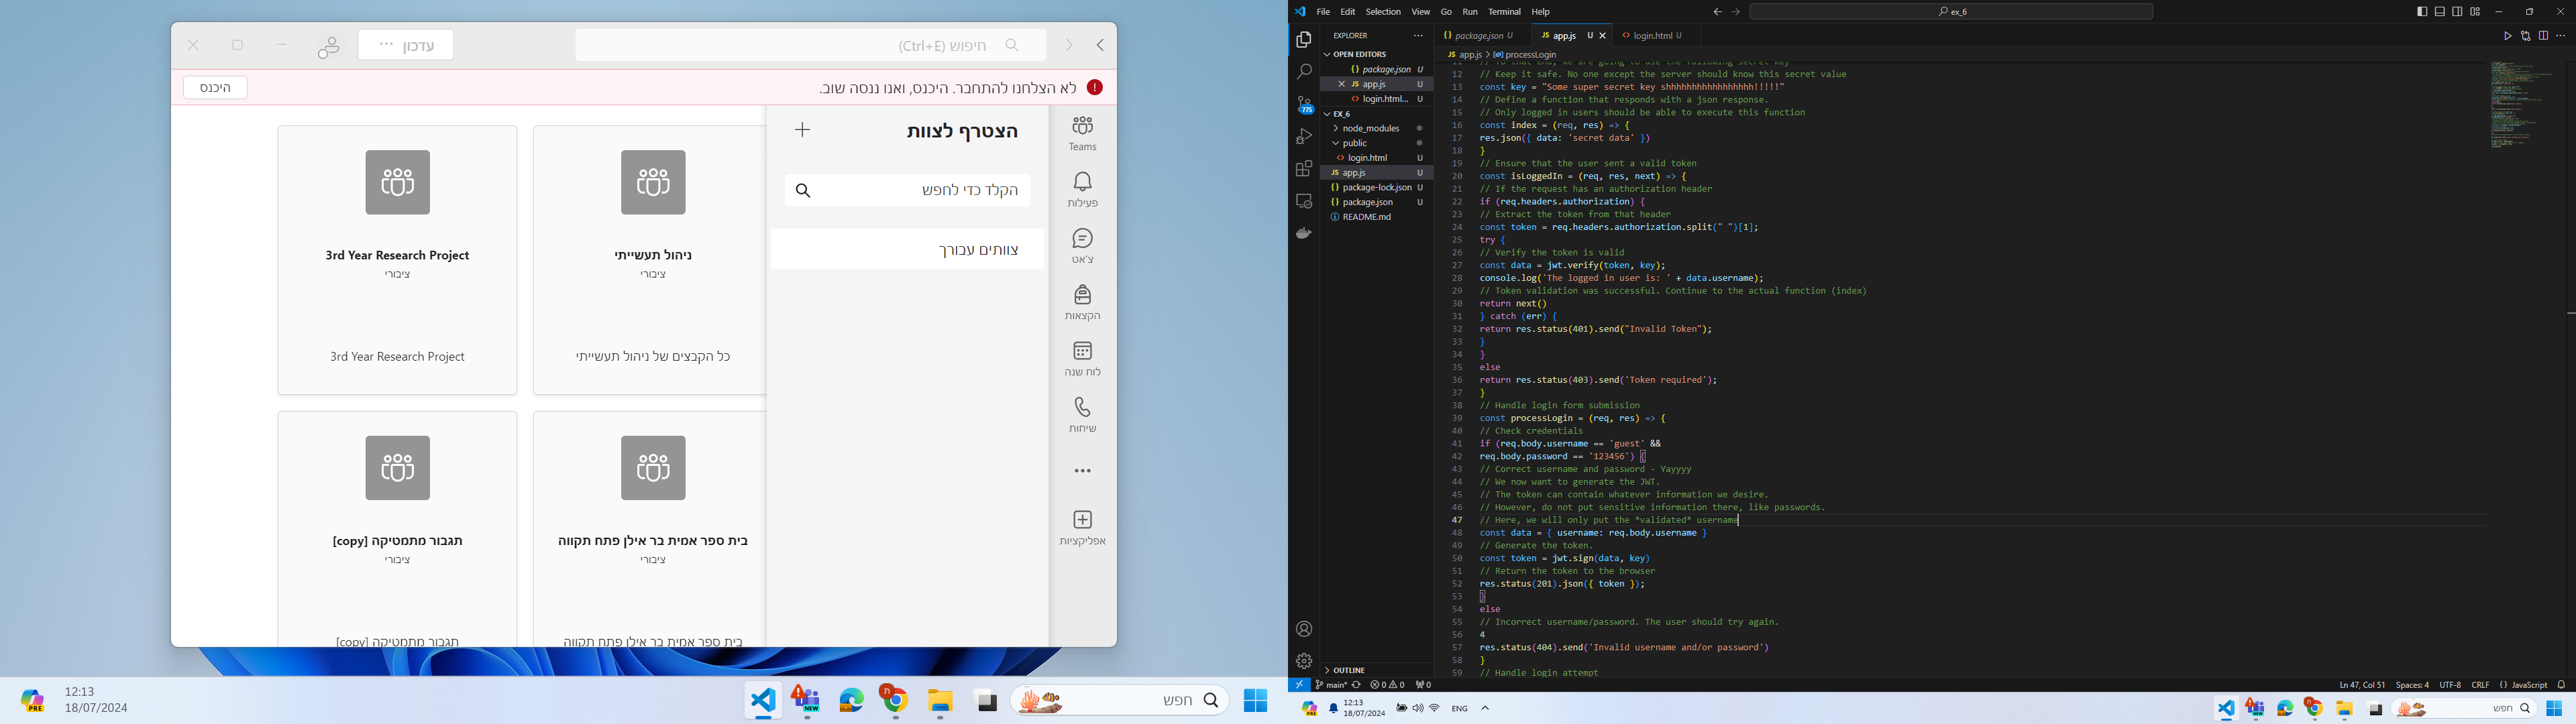 עדכון
חיפוש (Ctrl+E)
לא הצלחנו להתחבר. היכנס, ואנו ננסה שוב.
היכנס
Teams
פעילות
צ'אט
הקצאות
לוח שנה
שיחות
אפליקציות
הצטרף לצוות
הקלד כדי לחפש
צוותים עבורך
ניהול תעשייתי
ציבורי
כל הקבצים של ניהול תעשייתי
3rd Year Research Project
ציבורי
3rd Year Research Project
בית ספר אמית בר אילן פתח תקווה
ציבורי
בית ספר אמית בר אילן פתח תקווה
תגבור מתמטיקה [copy]
ציבורי
תגבור מתמטיקה [copy]
PRE
12:13
18/07/2024
NEW
חפש
File Edit Selection View Go Run Terminal Help
ex_6
EXPLORER
OPEN EDITORS
package.json U
app.js U
login.html... U
775
EX_6
node_modules
public
login.html U
app.js U
package-lock.json U
package.json U
README.md
OUTLINE
package.json U
app.js U
login.html U
app.js > processLogin
11 // To that end, we are going to use the following secret key
12 // Keep it safe. No one except the server should know this secret value
13 const key = "Some super secret key shhhhhhhhhhhhhhhhh!!!!!"
14 // Define a function that responds with a json response.
15 // Only logged in users should be able to execute this function
16 const index = (req, res) => {
17 res.json({ data: 'secret data' })
18 }
19 // Ensure that the user sent a valid token
20 const isLoggedIn = (req, res, next) => {
21 // If the request has an authorization header
22 if (req.headers.authorization) {
23 // Extract the token from that header
24 const token = req.headers.authorization.split(" ")[1];
25 try {
26 // Verify the token is valid
27 const data = jwt.verify(token, key);
28 console.log('The logged in user is: ' + data.username);
29 // Token validation was successful. Continue to the actual function (index)
30 return next()
31 } catch (err) {
32 return res.status(401).send("Invalid Token");
33 }
34 }
35 else
36 return res.status(403).send('Token required');
37 }
38 // Handle login form submission
39 const processLogin = (req, res) => {
40 // Check credentials
41 if (req.body.username == 'guest' &&
42 req.body.password == '123456') {
43 // Correct username and password - Yayyyy
44 // We now want to generate the JWT.
45 // The token can contain whatever information we desire.
46 // However, do not put sensitive information there, like passwords.
47 // Here, we will only put the *validated* username
48 const data = { username: req.body.username }
49 // Generate the token.
50 const token = jwt.sign(data, key)
51 // Return the token to the browser
52 res.status(201).json({ token });
53 }
54 else
55 // Incorrect username/password. The user should try again.
56 4
57 res.status(404).send('Invalid username and/or password')
58 }
59 // Handle login attempt
main* 0 0 0
Ln 47, Col 51 Spaces: 4 UTF-8 CRLF JavaScript
PRE
12:13
18/07/2024
ENG
NEW
חפש